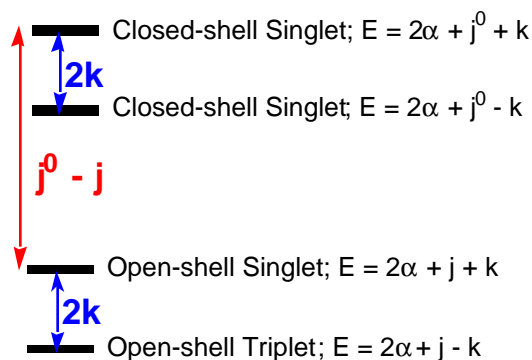 Closed-shell Singlet; E = 2α + j⁰ + k
2k
Closed-shell Singlet; E = 2α + j⁰ - k
j⁰ - j
Open-shell Singlet; E = 2α + j + k
2k
Open-shell Triplet; E = 2α + j - k